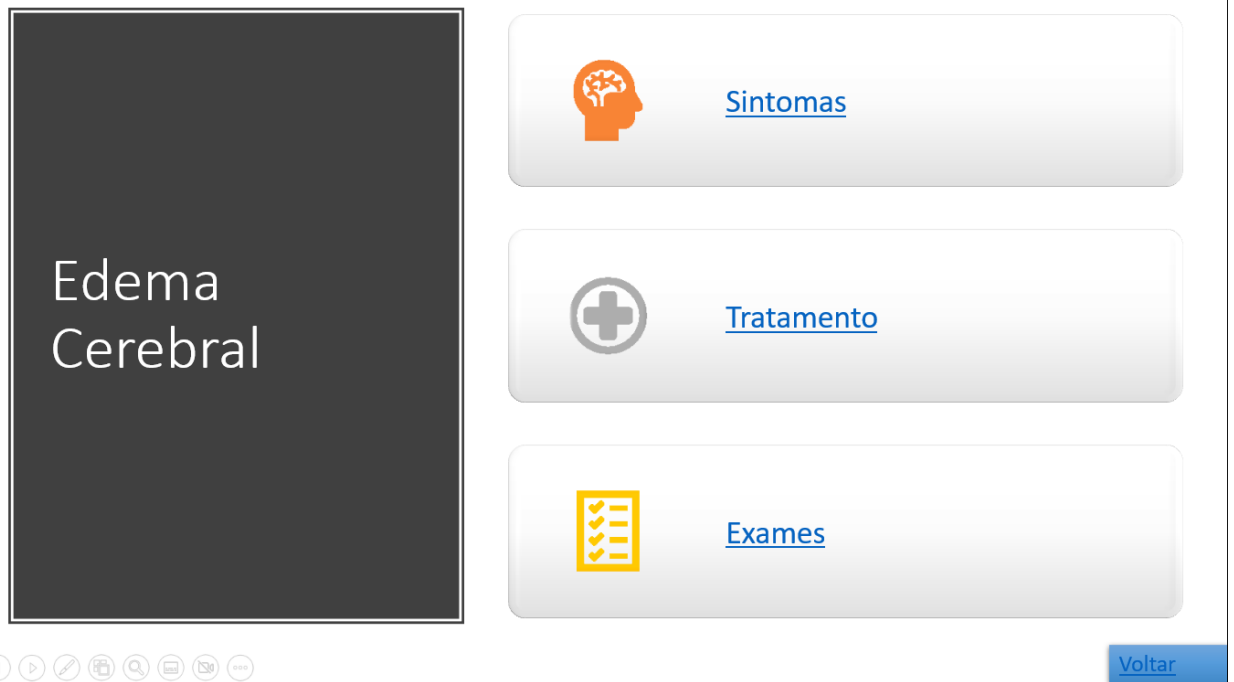 Edema
Cerebral
Sintomas
Tratamento
Exames
Voltar